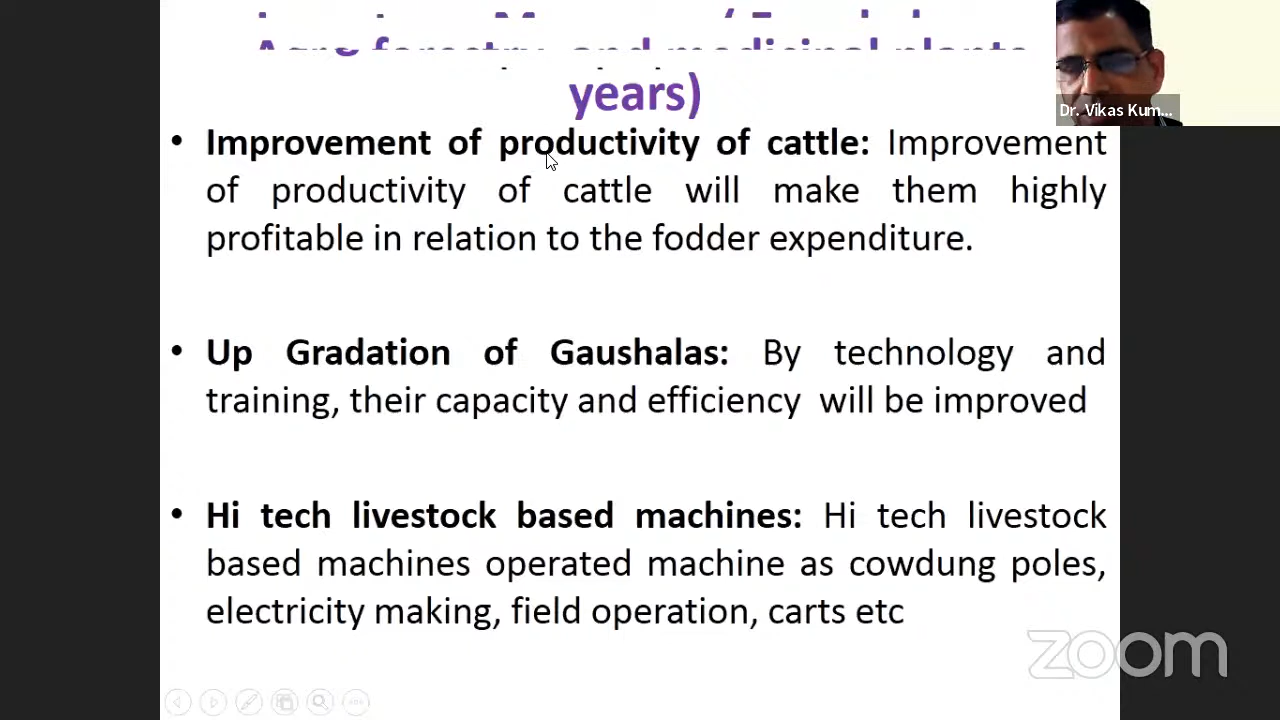 Agro forestry and medicinal plants
years)
Dr. Vikas Kum...
• Improvement of productivity of cattle: Improvement
of productivity of cattle will make them highly
profitable in relation to the fodder expenditure.
• Up Gradation of Gaushalas: By technology and
training, their capacity and efficiency will be improved
• Hi tech livestock based machines: Hi tech livestock
based machines operated machine as cowdung poles,
electricity making, field operation, carts etc
zoom